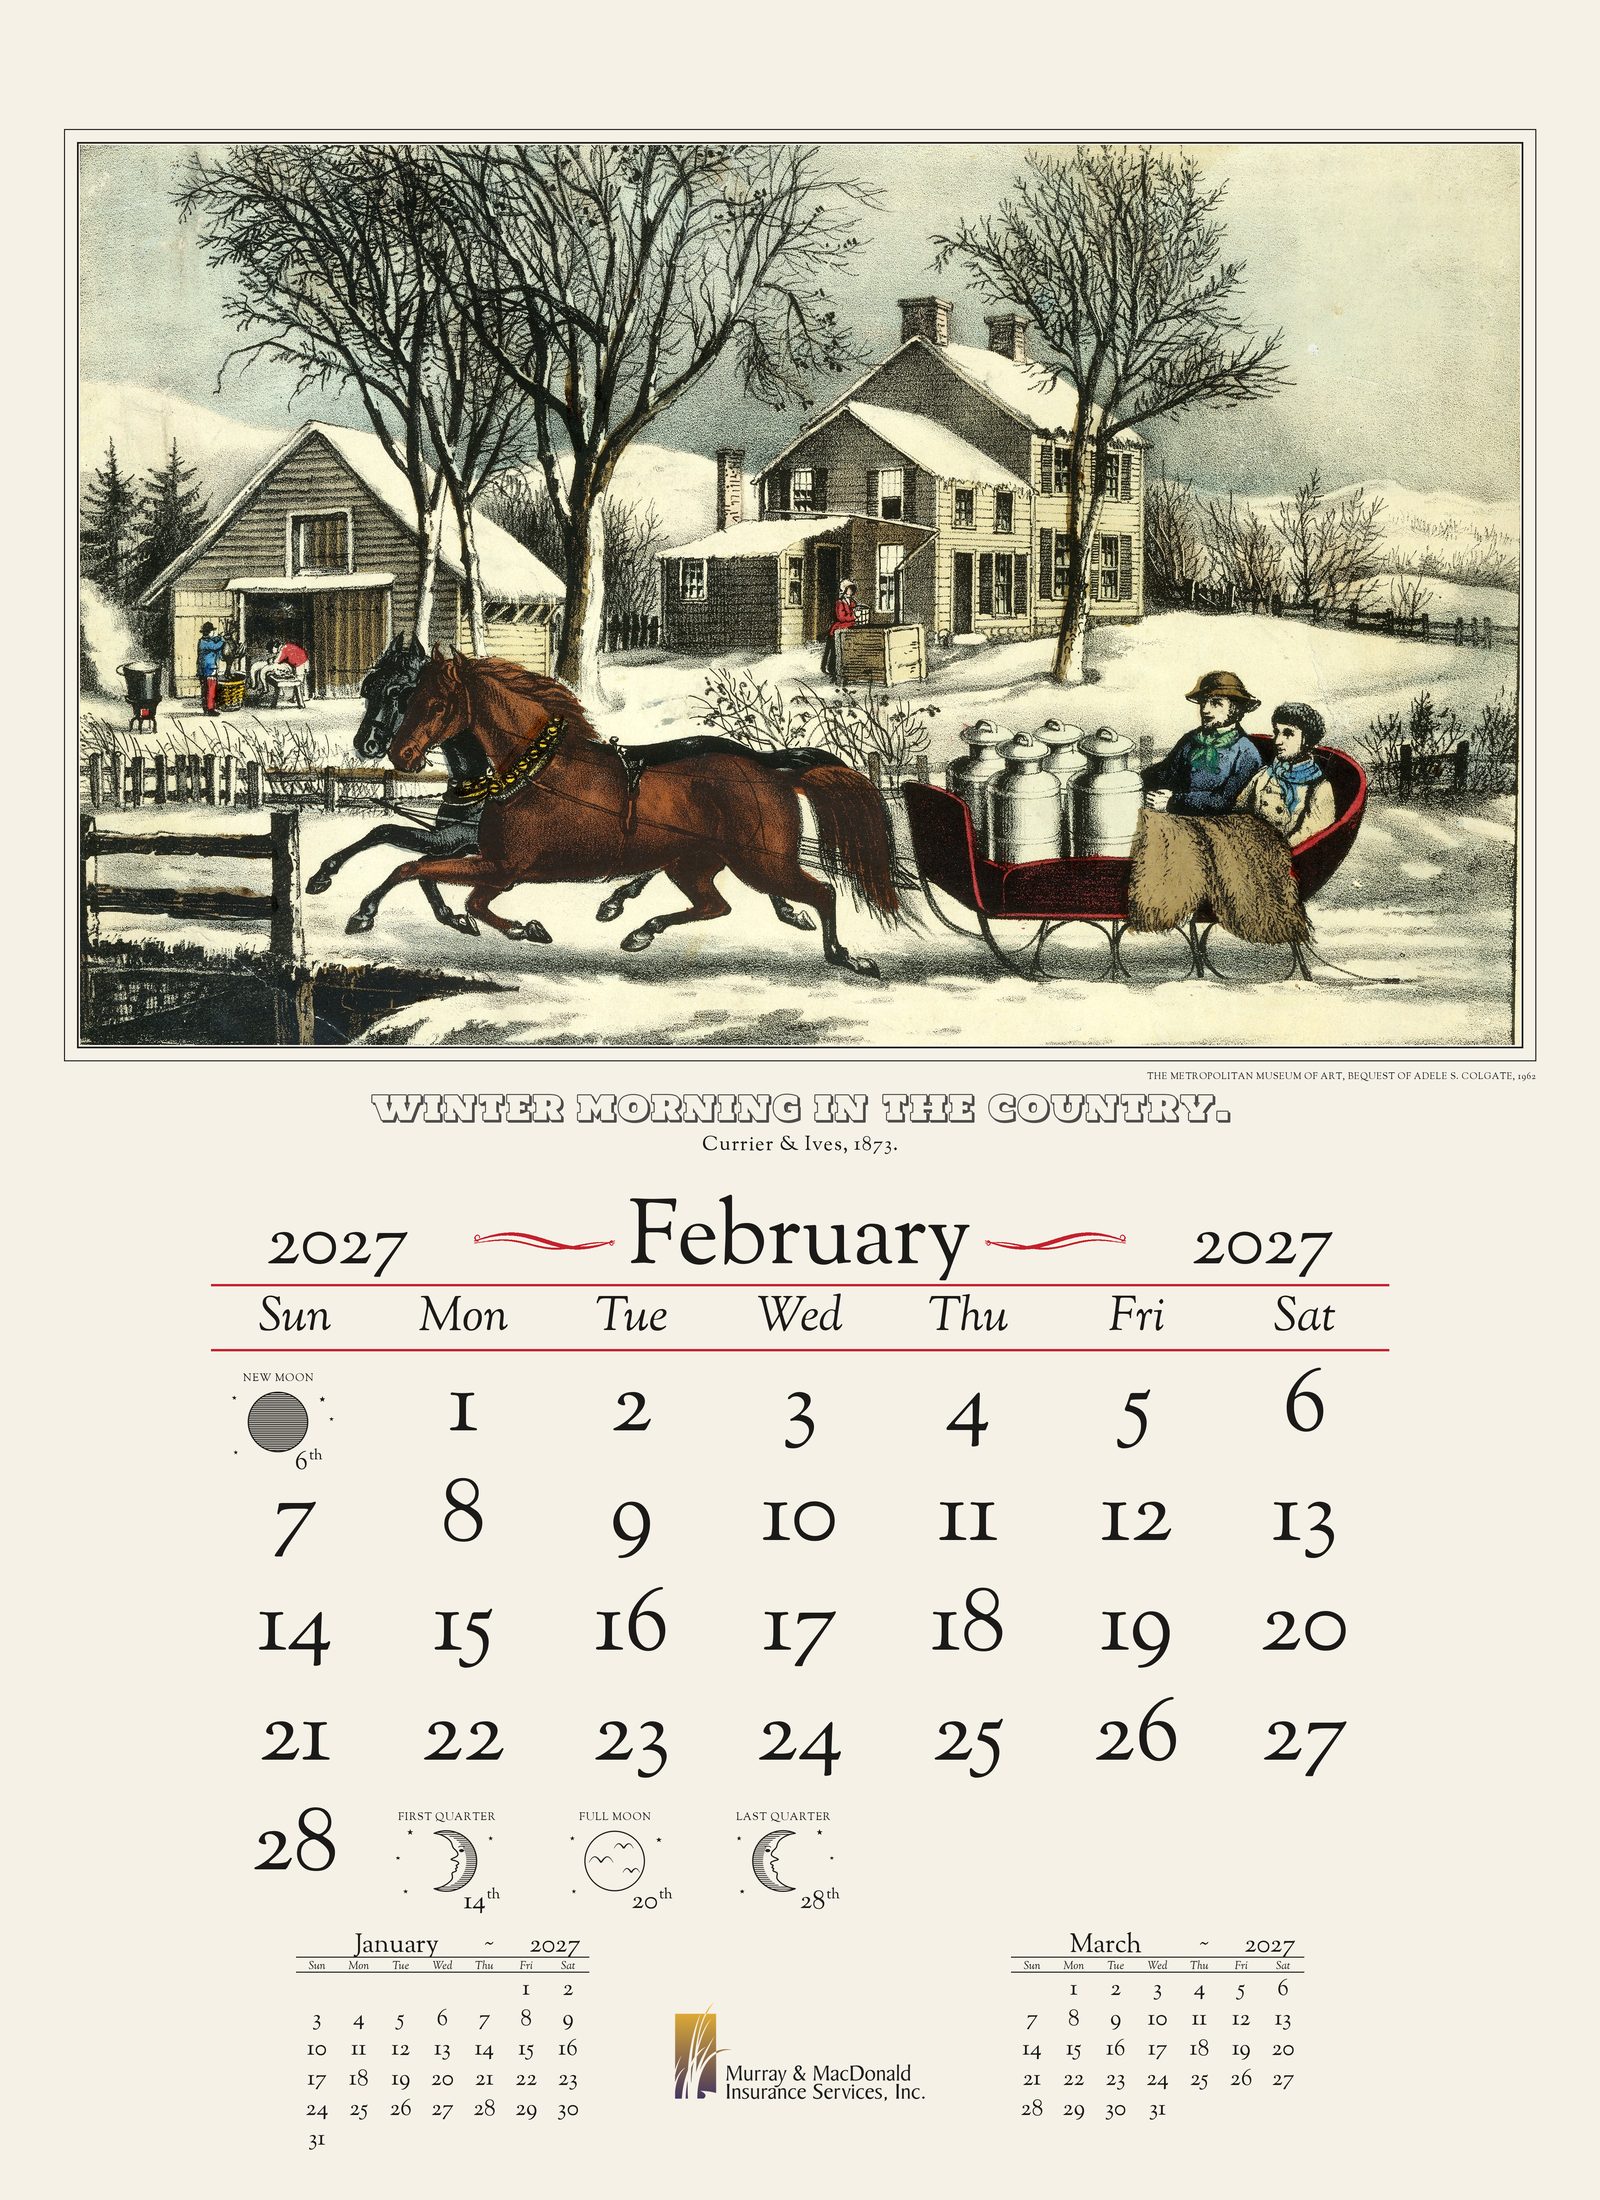 THE METROPOLITAN MUSEUM OF ART, BEQUEST OF ADELE S. COLGATE, 1962
WINTER MORNING IN THE COUNTRY.
Currier & Ives, 1873.
2027 February 2027
Sun Mon Tue Wed Thu Fri Sat
NEW MOON
6th
1 2 3 4 5 6
7 8 9 10 11 12 13
14 15 16 17 18 19 20
21 22 23 24 25 26 27
28
FIRST QUARTER
14th
FULL MOON
20th
LAST QUARTER
28th
January ~ 2027
Sun Mon Tue Wed Thu Fri Sat
1 2
3 4 5 6 7 8 9
10 11 12 13 14 15 16
17 18 19 20 21 22 23
24 25 26 27 28 29 30
31
Murray & MacDonald
Insurance Services, Inc.
March ~ 2027
Sun Mon Tue Wed Thu Fri Sat
1 2 3 4 5 6
7 8 9 10 11 12 13
14 15 16 17 18 19 20
21 22 23 24 25 26 27
28 29 30 31